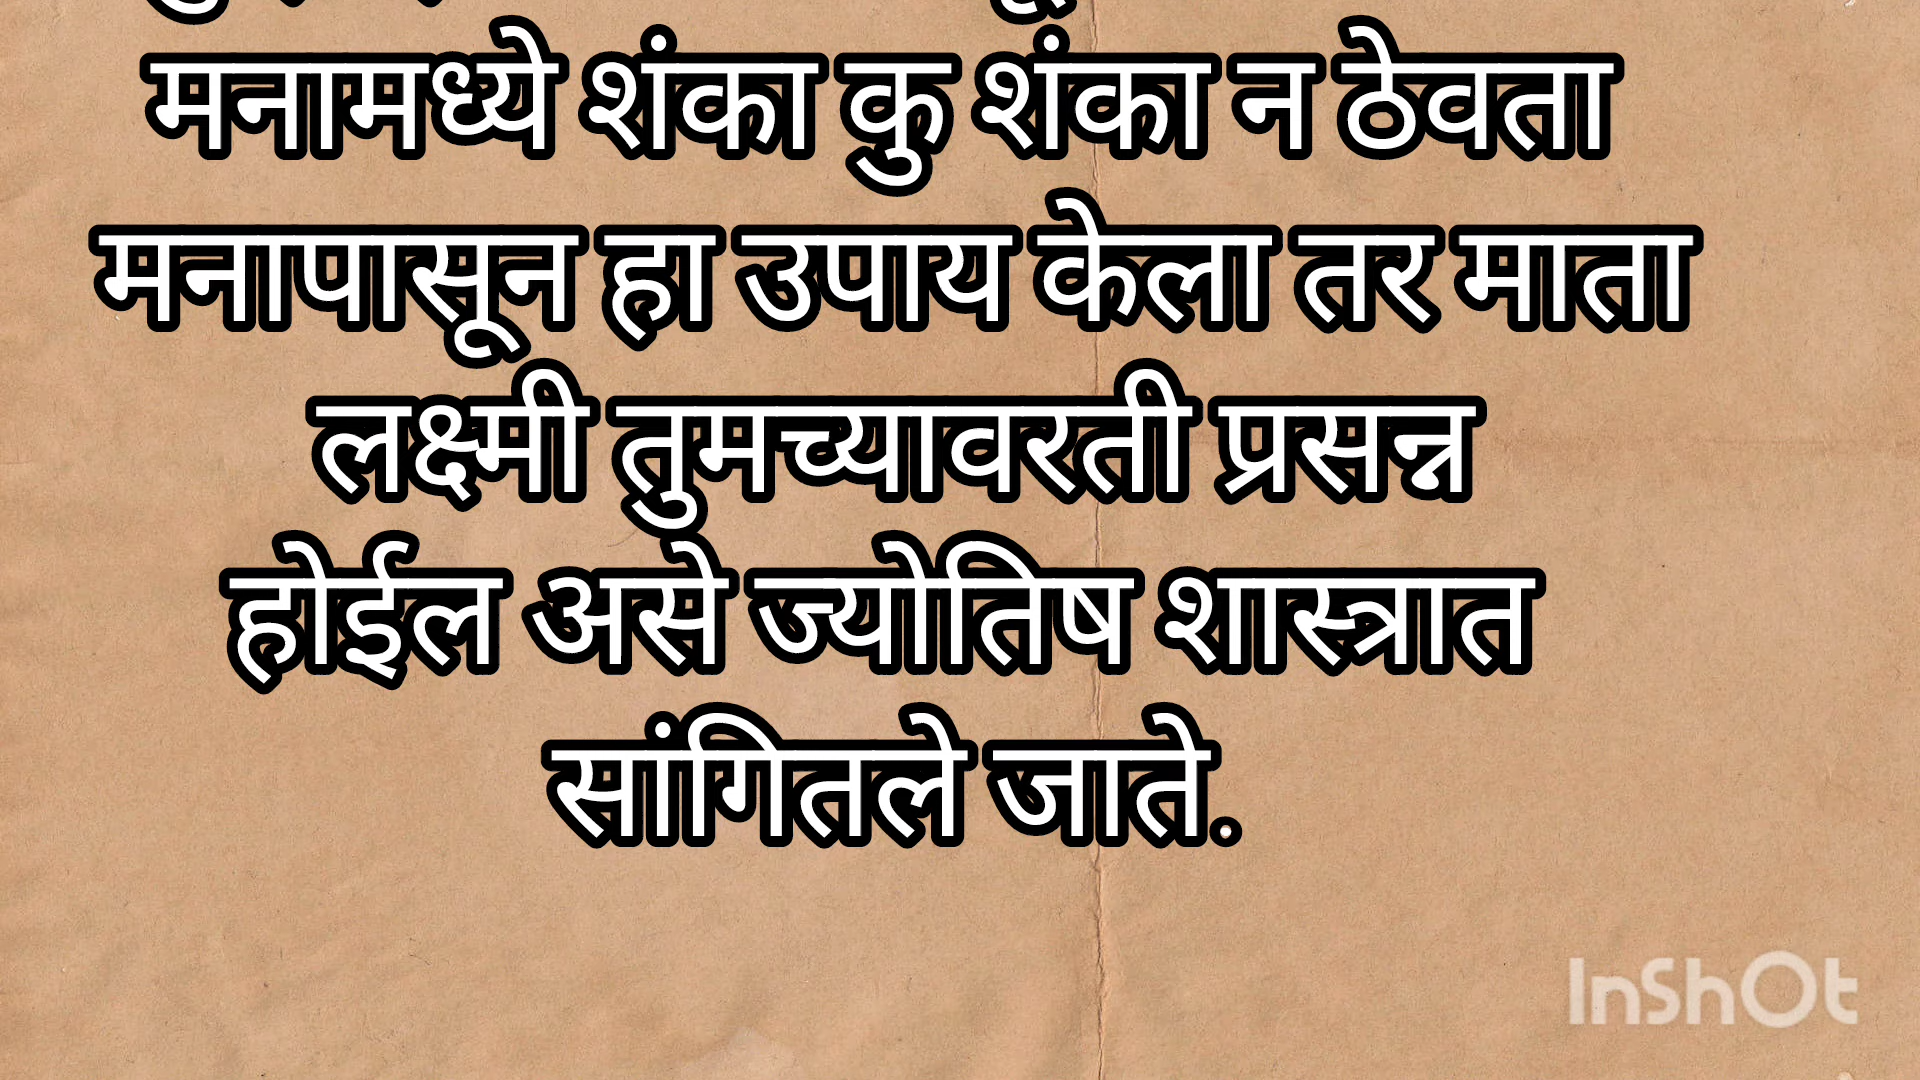 मनामध्ये शंका कु शंका न ठेवता
मनापासून हा उपाय केला तर माता
लक्ष्मी तुमच्यावरती प्रसन्न
होईल असे ज्योतिष शास्त्रात
सांगितले जाते.
InShOt